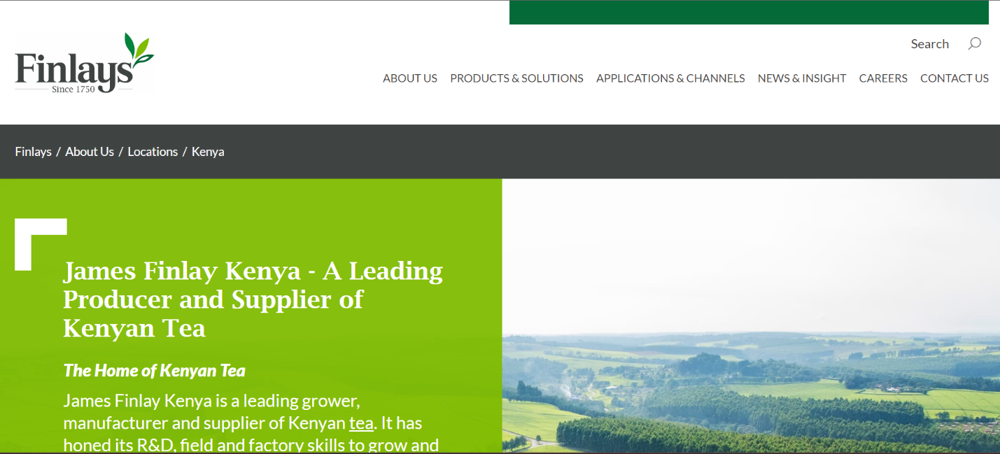 Search
Finlays
Since 1750
ABOUT US PRODUCTS & SOLUTIONS APPLICATIONS & CHANNELS NEWS & INSIGHT CAREERS CONTACT US
Finlays / About Us / Locations / Kenya
James Finlay Kenya - A Leading
Producer and Supplier of
Kenyan Tea
The Home of Kenyan Tea
James Finlay Kenya is a leading grower,
manufacturer and supplier of Kenyan tea. It has
honed its R&D, field and factory skills to grow and